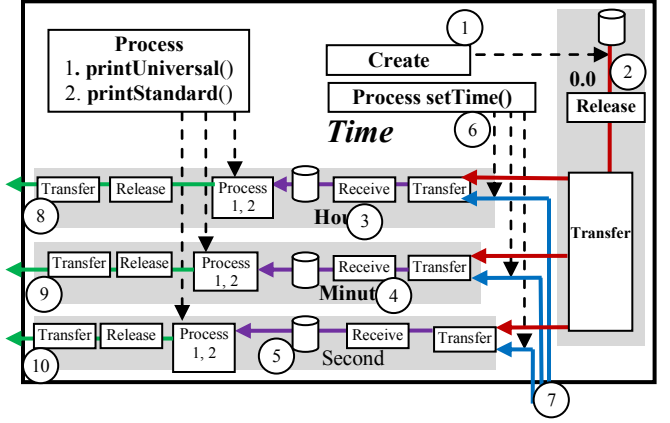 Process
1. printUniversal()
2. printStandard()
1
Create
2
0.0
Process setTime()
Release
6
Time
Transfer
Release
Process
1, 2
Receive
Transfer
8
3
Transfer
Transfer
Release
Process
1, 2
Receive
Transfer
9
4
Transfer
Release
Process
1, 2
5
Receive
Transfer
Second
10
7